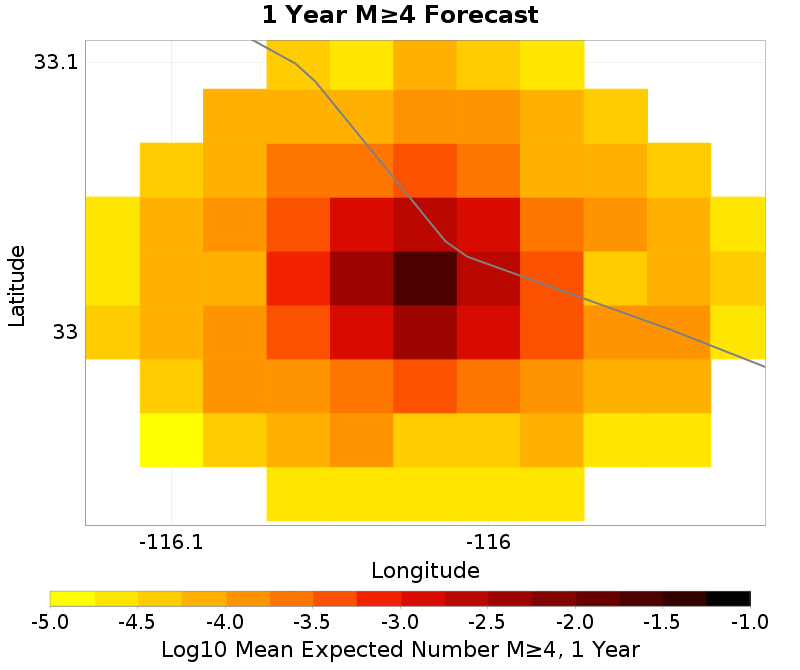 1 Year M≥4 Forecast
33.1
33
Latitude
-116.1
-116
Longitude
-5.0 -4.5 -4.0 -3.5 -3.0 -2.5 -2.0 -1.5 -1.0
Log10 Mean Expected Number M≥4, 1 Year